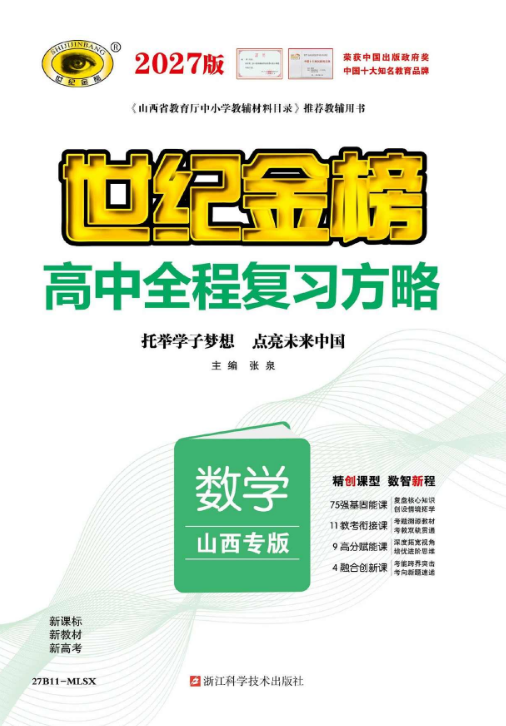 SHIJIJINBANG
®
世纪金榜
2027版
荣获中国出版政府奖
中国十大知名教育品牌
《山西省教育厅中小学教辅材料目录》推荐教辅用书
世纪金榜
高中全程复习方略
托举学子梦想 点亮未来中国
主编 张泉
数学
山西专版
精创课型 数智新程
75强基固能课 复盘核心知识
创设情境拓学
11教考衔接课 考题溯源教材
考教双能贯通
9高分赋能课 深度拓宽视角
培优进阶思维
4融合创新课 考能跨界突击
考向新题速递
新课标
新教材
新高考
27B11-MLSX
浙江科学技术出版社